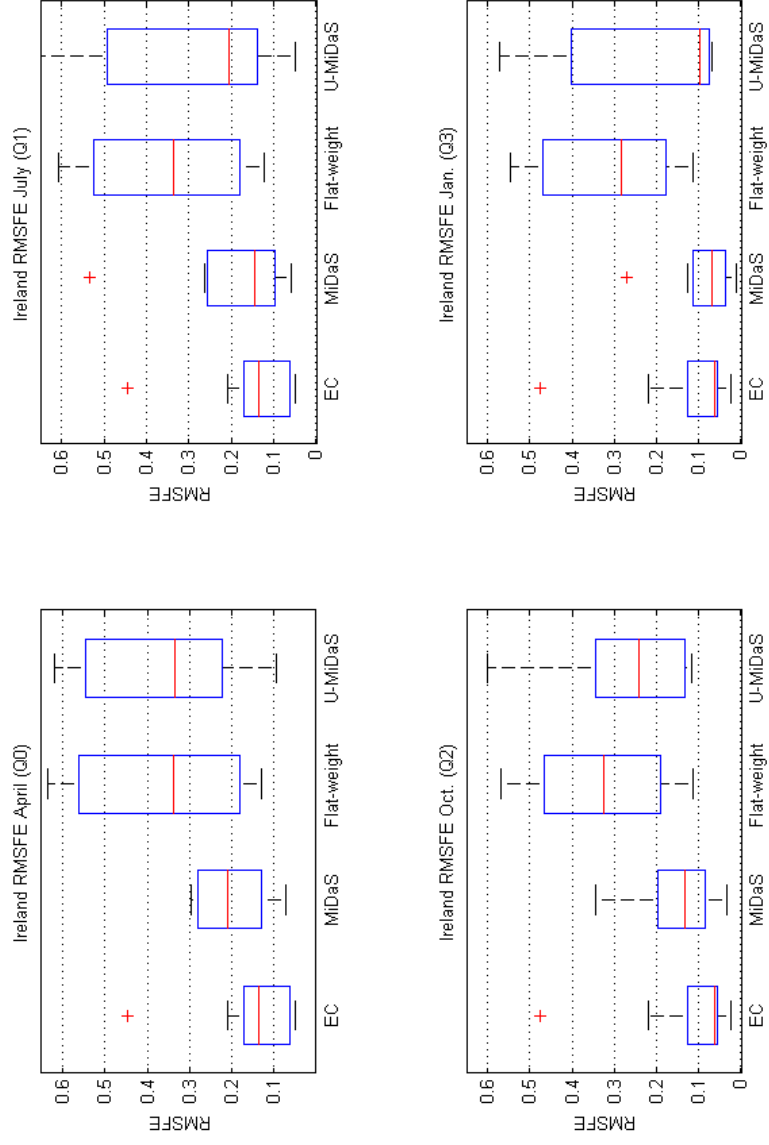 Ireland RMSFE April (Q0)
RMSFE
0.6
0.5
0.4
0.3
0.2
0.1
EC
MiDaS
Flat-weight
U-MiDaS
Ireland RMSFE July (Q1)
RMSFE
0.6
0.5
0.4
0.3
0.2
0.1
0
EC
MiDaS
Flat-weight
U-MiDaS
Ireland RMSFE Oct. (Q2)
RMSFE
0.6
0.5
0.4
0.3
0.2
0.1
0
EC
MiDaS
Flat-weight
U-MiDaS
Ireland RMSFE Jan. (Q3)
RMSFE
0.6
0.5
0.4
0.3
0.2
0.1
0
EC
MiDaS
Flat-weight
U-MiDaS